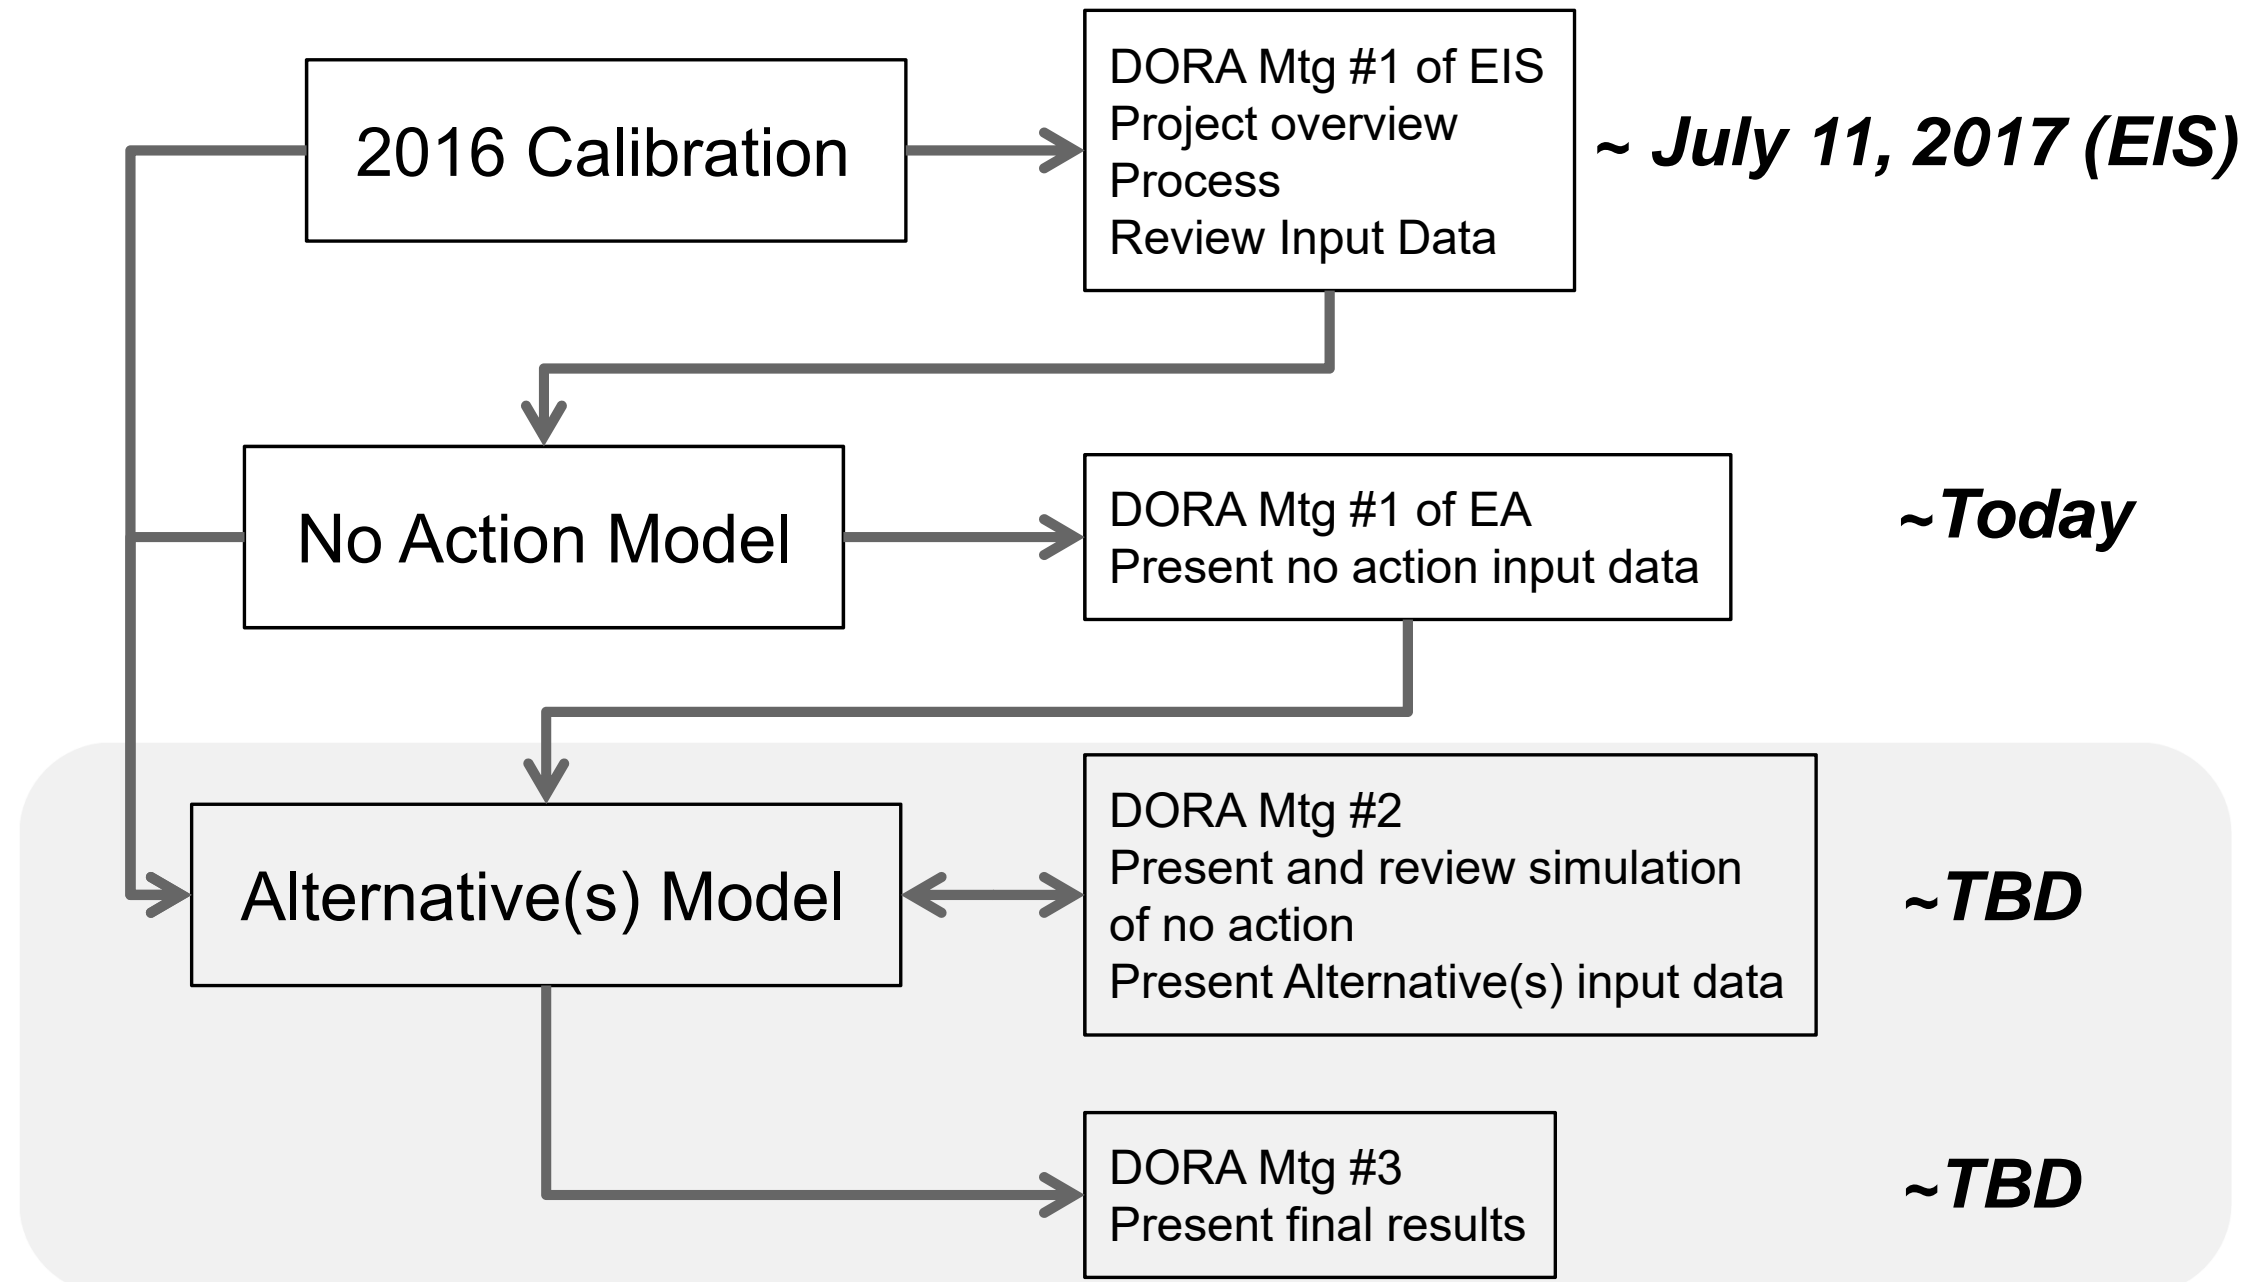 2016 Calibration
DORA Mtg #1 of EIS
Project overview
Process
Review Input Data
~ July 11, 2017 (EIS)
No Action Model
DORA Mtg #1 of EA
Present no action input data
~Today
Alternative(s) Model
DORA Mtg #2
Present and review simulation
of no action
Present Alternative(s) input data
~TBD
DORA Mtg #3
Present final results
~TBD